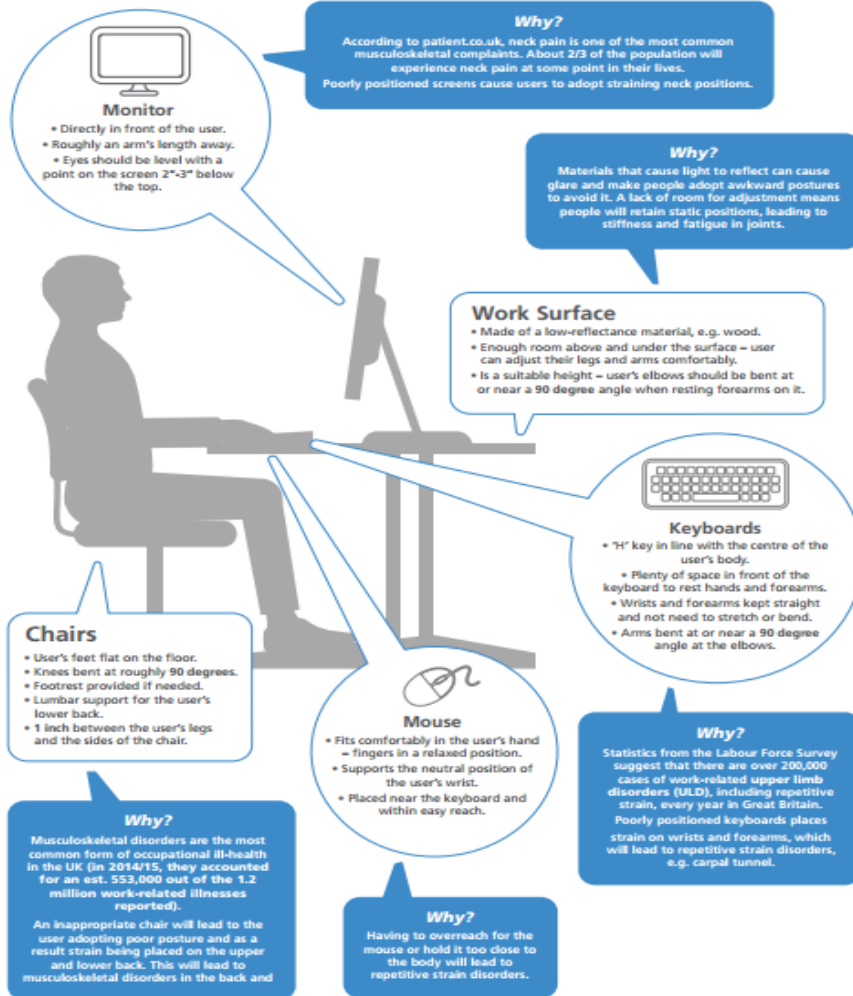 Why?
According to patient.co.uk, neck pain is one of the most common
musculoskeletal complaints. About 2/3 of the population will
experience neck pain at some point in their lives.
Poorly positioned screens cause users to adopt straining neck positions.
Monitor
• Directly in front of the user.
• Roughly an arm's length away.
• Eyes should be level with a
point on the screen 2"-3" below
the top.
Why?
Materials that cause light to reflect can cause
glare and make people adopt awkward postures
to avoid it. A lack of room for adjustment means
people will retain static positions, leading to
stiffness and fatigue in joints.
Work Surface
• Made of a low-reflectance material, e.g. wood.
• Enough room above and under the surface – user
can adjust their legs and arms comfortably.
• Is a suitable height – user's elbows should be bent at
or near a 90 degree angle when resting forearms on it.
Keyboards
• "H" key in line with the centre of the
user's body.
• Plenty of space in front of the
keyboard to rest hands and forearms.
• Wrists and forearms kept straight
and not need to stretch or bend.
• Arms bent at or near a 90 degree
angle at the elbows.
Chairs
• User's feet flat on the floor.
• Knees bent at roughly 90 degrees.
• Footrest provided if needed.
• Lumbar support for the user's
lower back.
• 1 inch between the user's legs
and the sides of the chair.
Mouse
• Fits comfortably in the user's hand
– fingers in a relaxed position.
• Supports the neutral position of
the user's wrist.
• Placed near the keyboard and
within easy reach.
Why?
Statistics from the Labour Force Survey
suggest that there are over 200,000
cases of work-related upper limb
disorders (ULD), including repetitive
strain, every year in Great Britain.
Poorly positioned keyboards places
strain on wrists and forearms, which
will lead to repetitive strain disorders,
e.g. carpal tunnel.
Why?
Musculoskeletal disorders are the most
common form of occupational ill-health
in the UK (in 2014/15, they accounted
for an est. 553,000 out of the 1.2
million work-related illnesses
reported).
An inappropriate chair will lead to the
user adopting poor posture and as a
result strain being placed on the upper
and lower back. This will lead to
musculoskeletal disorders in the back and
Why?
Having to overreach for the
mouse or hold it too close to
the body will lead to
repetitive strain disorders.